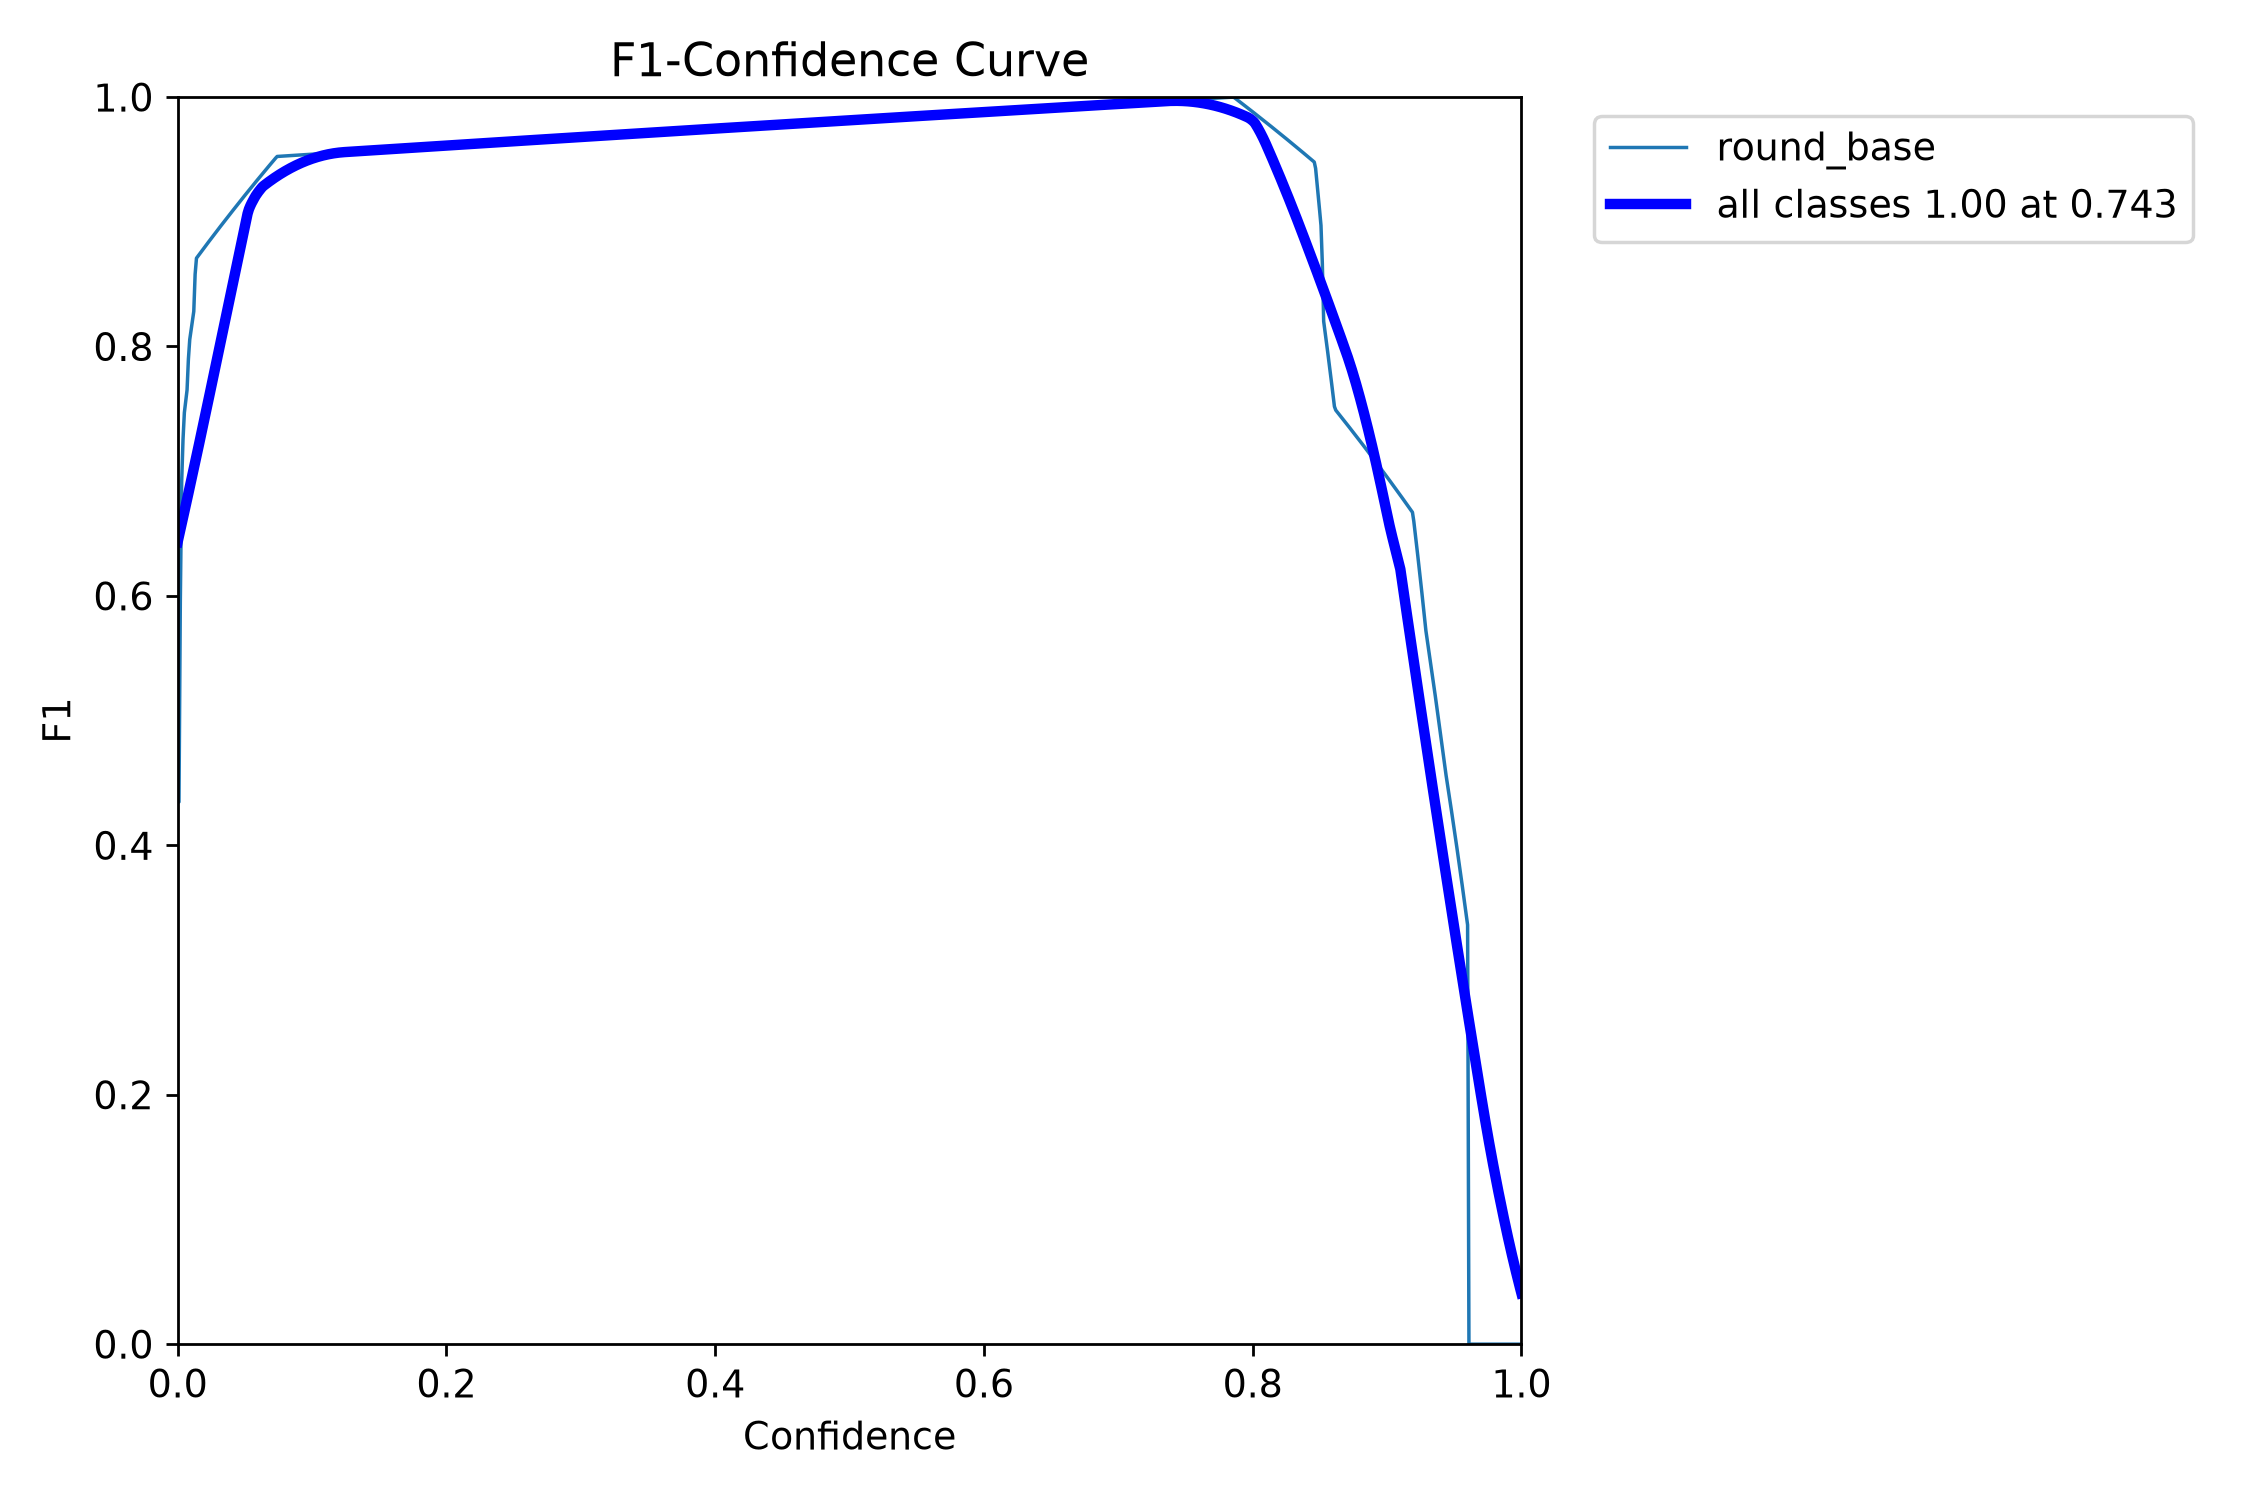 F1-Confidence Curve
1.0
0.8
0.6
0.4
0.2
0.0
F1
0.0 0.2 0.4 0.6 0.8 1.0
Confidence
round_base
all classes 1.00 at 0.743